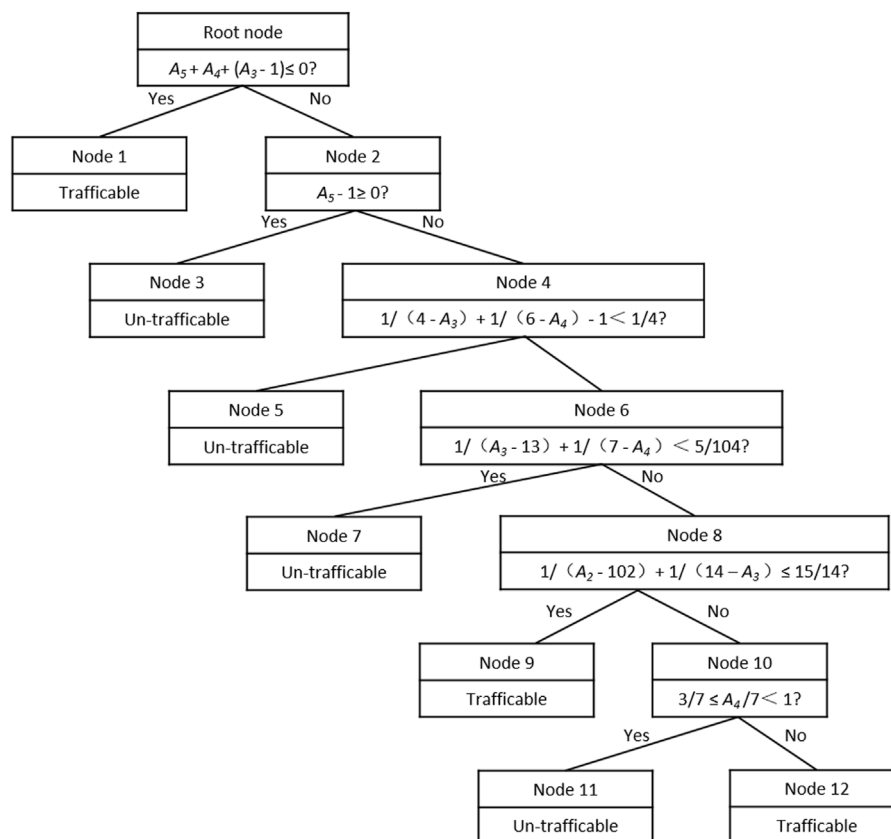 Root node
A5 + A4+ (A3 - 1)≤ 0?
Yes
No
Node 1
Trafficable
Node 2
A5 - 1≥ 0?
Yes
No
Node 3
Un-trafficable
Node 4
1/（4 - A3）+ 1/（6 - A4）- 1＜ 1/4?
Node 5
Un-trafficable
Node 6
1/（A3 - 13）+ 1/（7 - A4）＜ 5/104?
Yes
No
Node 7
Un-trafficable
Node 8
1/（A2 - 102）+ 1/（14 – A3）≤ 15/14?
Yes
No
Node 9
Trafficable
Node 10
3/7 ≤ A4/7＜ 1?
Yes
No
Node 11
Un-trafficable
Node 12
Trafficable